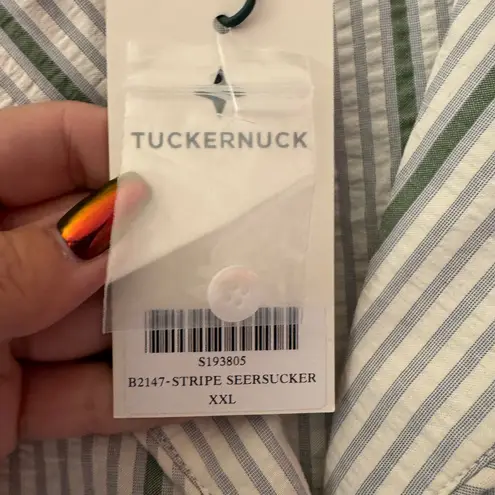 TUCKERNUCK
S193805
B2147-STRIPE SEERSUCKER
XXL